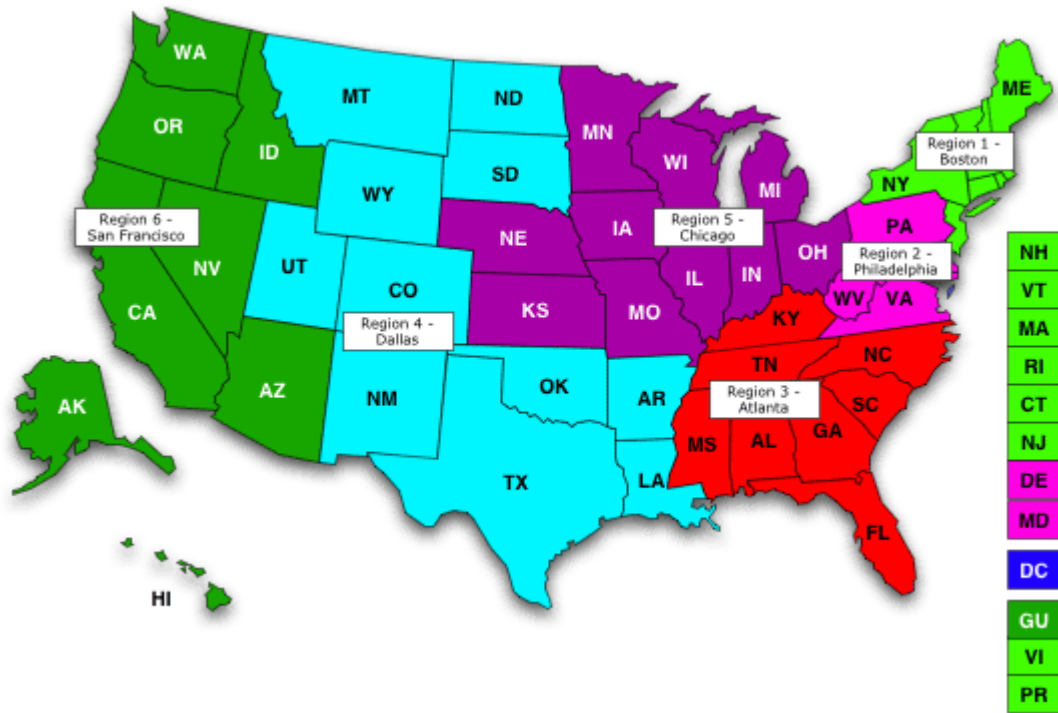 WA
ME
MT
ND
OR
MN
Region 1 -
Boston
ID
WI
SD
MI
NY
WY
Region 6 -
San Francisco
Region 5 -
Chicago
IA
PA
NE
OH
Region 2 -
Philadelphia
NV
UT
IL
IN
CO
WV
VA
CA
KS
MO
KY
Region 4 -
Dallas
NC
TN
OK
AZ
NM
AR
Region 3 -
Atlanta
SC
AK
MS
AL
GA
TX
LA
FL
HI
NH
VT
MA
RI
CT
NJ
DE
MD
DC
GU
VI
PR